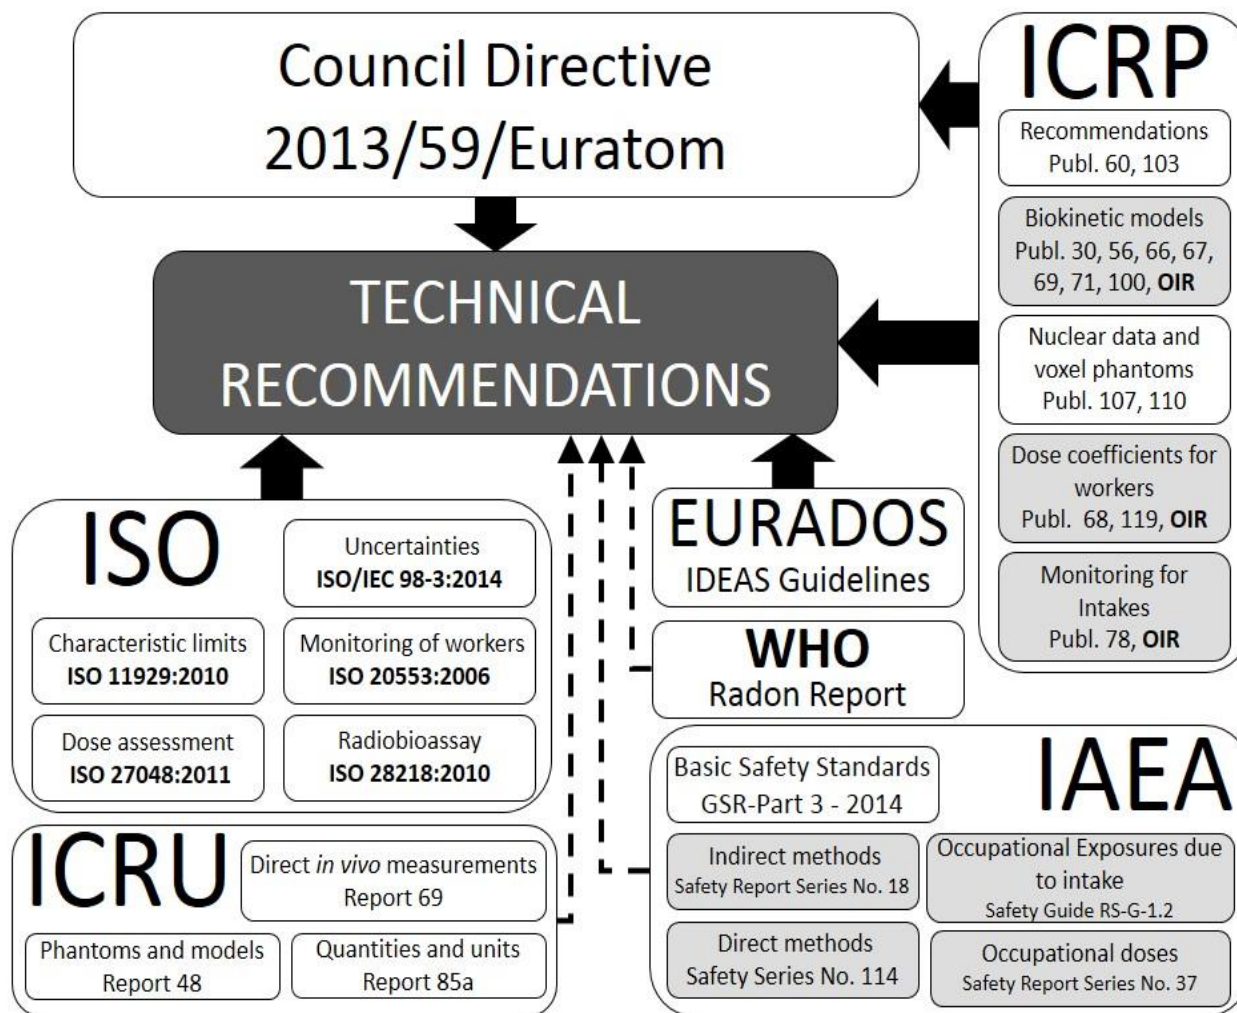 Council Directive
2013/59/Euratom
TECHNICAL
RECOMMENDATIONS
ICRP
Recommendations
Publ. 60, 103
Biokinetic models
Publ. 30, 56, 66, 67,
69, 71, 100, OIR
Nuclear data and
voxel phantoms
Publ. 107, 110
Dose coefficients for
workers
Publ. 68, 119, OIR
Monitoring for
Intakes
Publ. 78, OIR
ISO
Uncertainties
ISO/IEC 98-3:2014
Characteristic limits
ISO 11929:2010
Monitoring of workers
ISO 20553:2006
Dose assessment
ISO 27048:2011
Radiobioassay
ISO 28218:2010
EURADOS
IDEAS Guidelines
WHO
Radon Report
ICRU
Direct in vivo measurements
Report 69
Phantoms and models
Report 48
Quantities and units
Report 85a
IAEA
Basic Safety Standards
GSR-Part 3 - 2014
Indirect methods
Safety Report Series No. 18
Occupational Exposures due
to intake
Safety Guide RS-G-1.2
Direct methods
Safety Series No. 114
Occupational doses
Safety Report Series No. 37